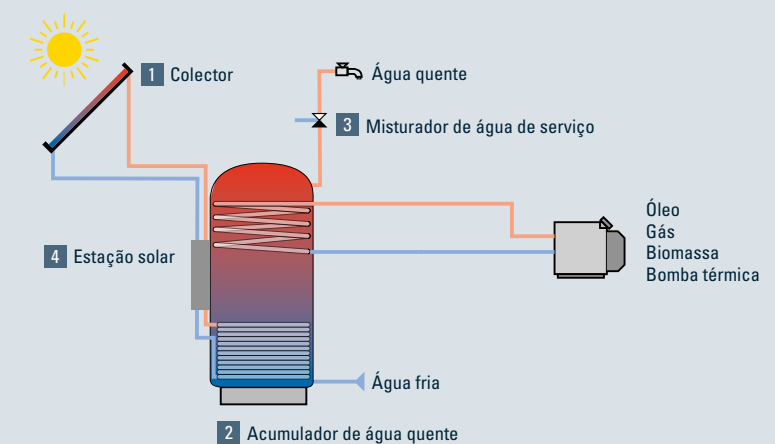 1 Colector
Água quente
3 Misturador de água de serviço
4 Estação solar
Óleo
Gás
Biomassa
Bomba térmica
Água fria
2 Acumulador de água quente